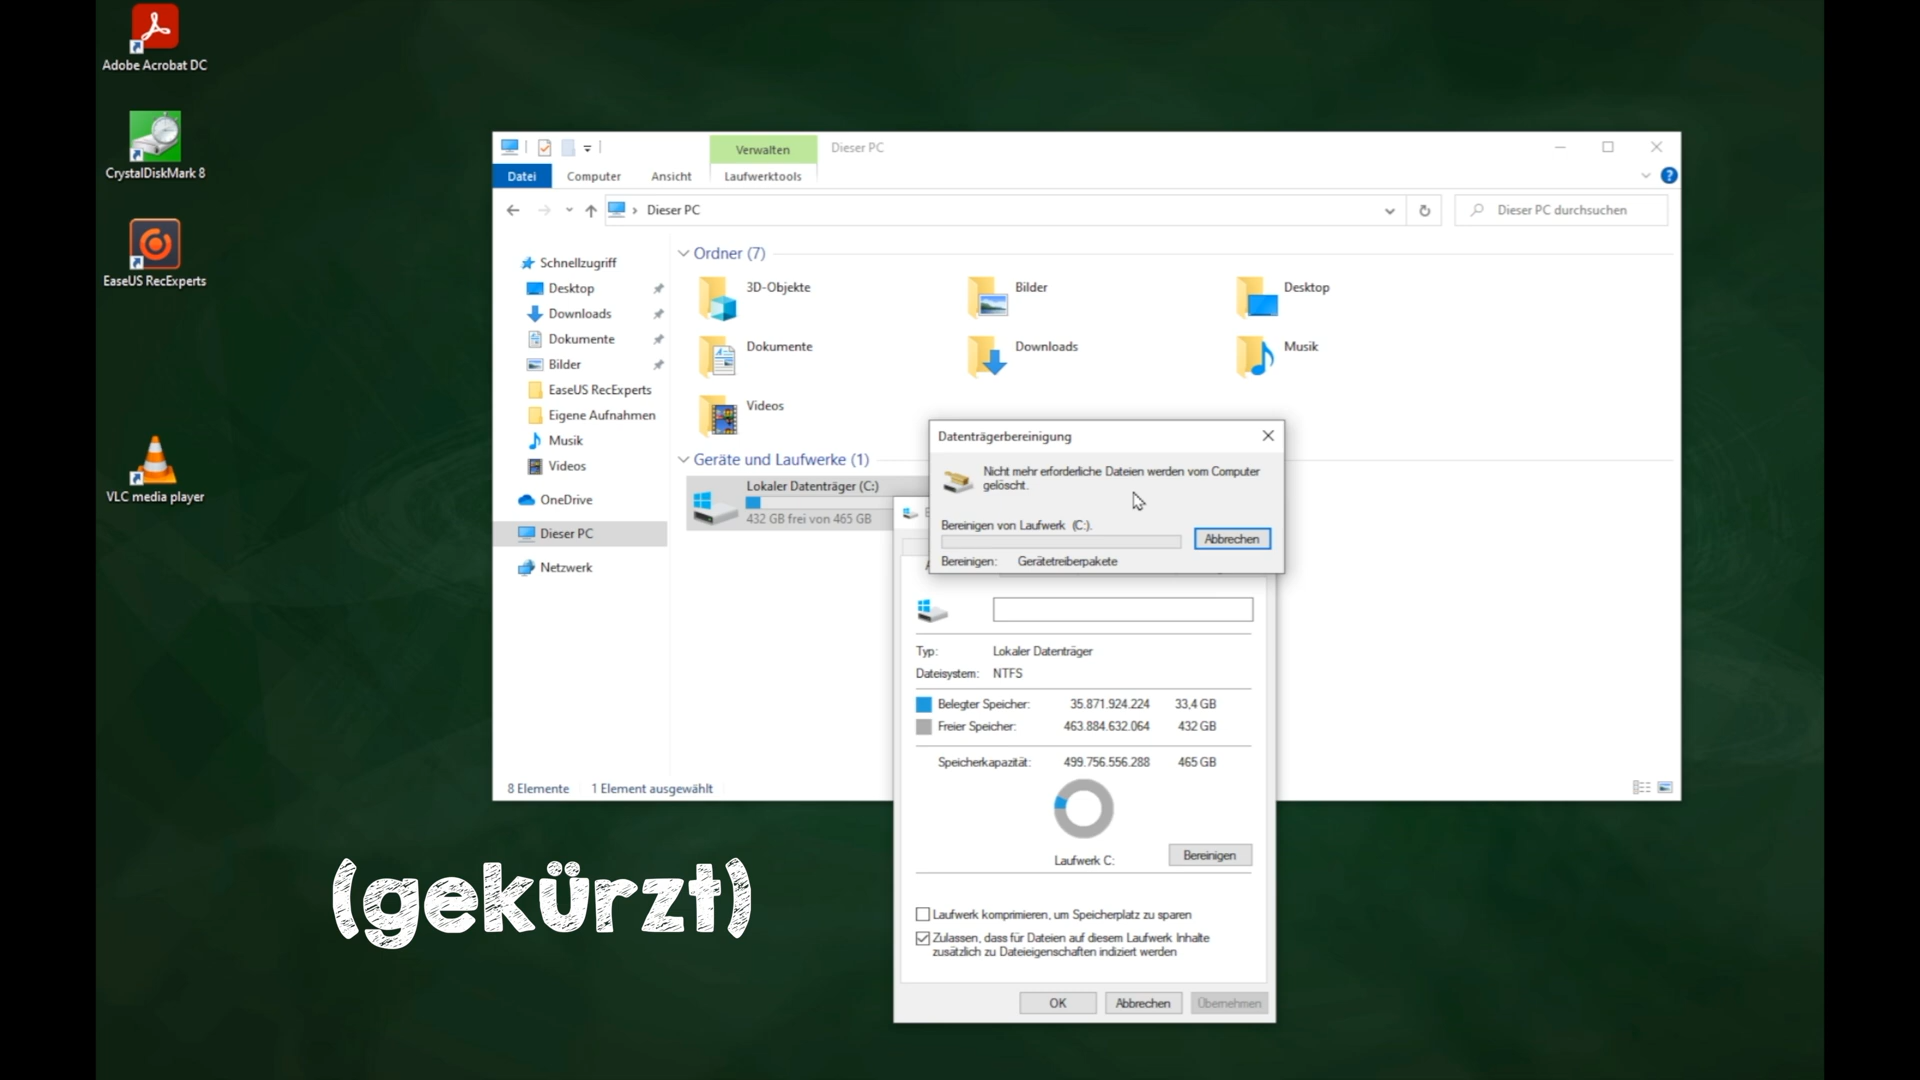 Adobe Acrobat DC
CrystalDiskMark 8
EaseUS RecExperts
VLC media player
Verwalten
Dieser PC
Datei
Computer
Ansicht
Laufwerktools
?
Dieser PC
Dieser PC durchsuchen
Schnellzugriff
Desktop
Downloads
Dokumente
Bilder
EaseUS RecExperts
Eigene Aufnahmen
Musik
Videos
OneDrive
Dieser PC
Netzwerk
Ordner (7)
3D-Objekte
Bilder
Desktop
Dokumente
Downloads
Musik
Videos
Geräte und Laufwerke (1)
Lokaler Datenträger (C:)
432 GB frei von 465 GB
8 Elemente
1 Element ausgewählt
Datenträgerbereinigung
Nicht mehr erforderliche Dateien werden vom Computer
gelöscht.
Bereinigen von Laufwerk (C:).
Abbrechen
Bereinigen: Gerätetreiberpakete
Typ: Lokaler Datenträger
Dateisystem: NTFS
Belegter Speicher: 35.871.924.224 33,4 GB
Freier Speicher: 463.884.632.064 432 GB
Speicherkapazität: 499.756.556.288 465 GB
Laufwerk C:
Bereinigen
Laufwerk komprimieren, um Speicherplatz zu sparen
Zulassen, dass für Dateien auf diesem Laufwerk Inhalte
zusätzlich zu Dateieigenschaften indiziert werden
OK
Abbrechen
Übernehmen
(gekürzt)